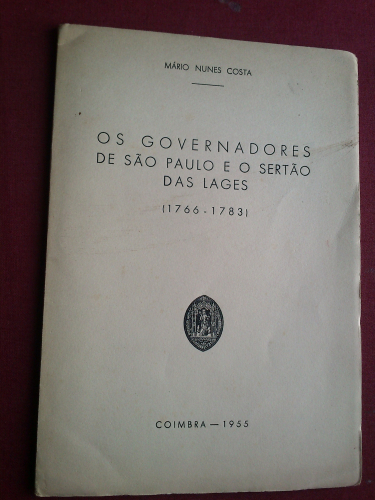 MÁRIO NUNES COSTA
OS GOVERNADORES
DE SÃO PAULO E O SERTÃO
DAS LAGES
(1766-1783)
COIMBRA — 1955